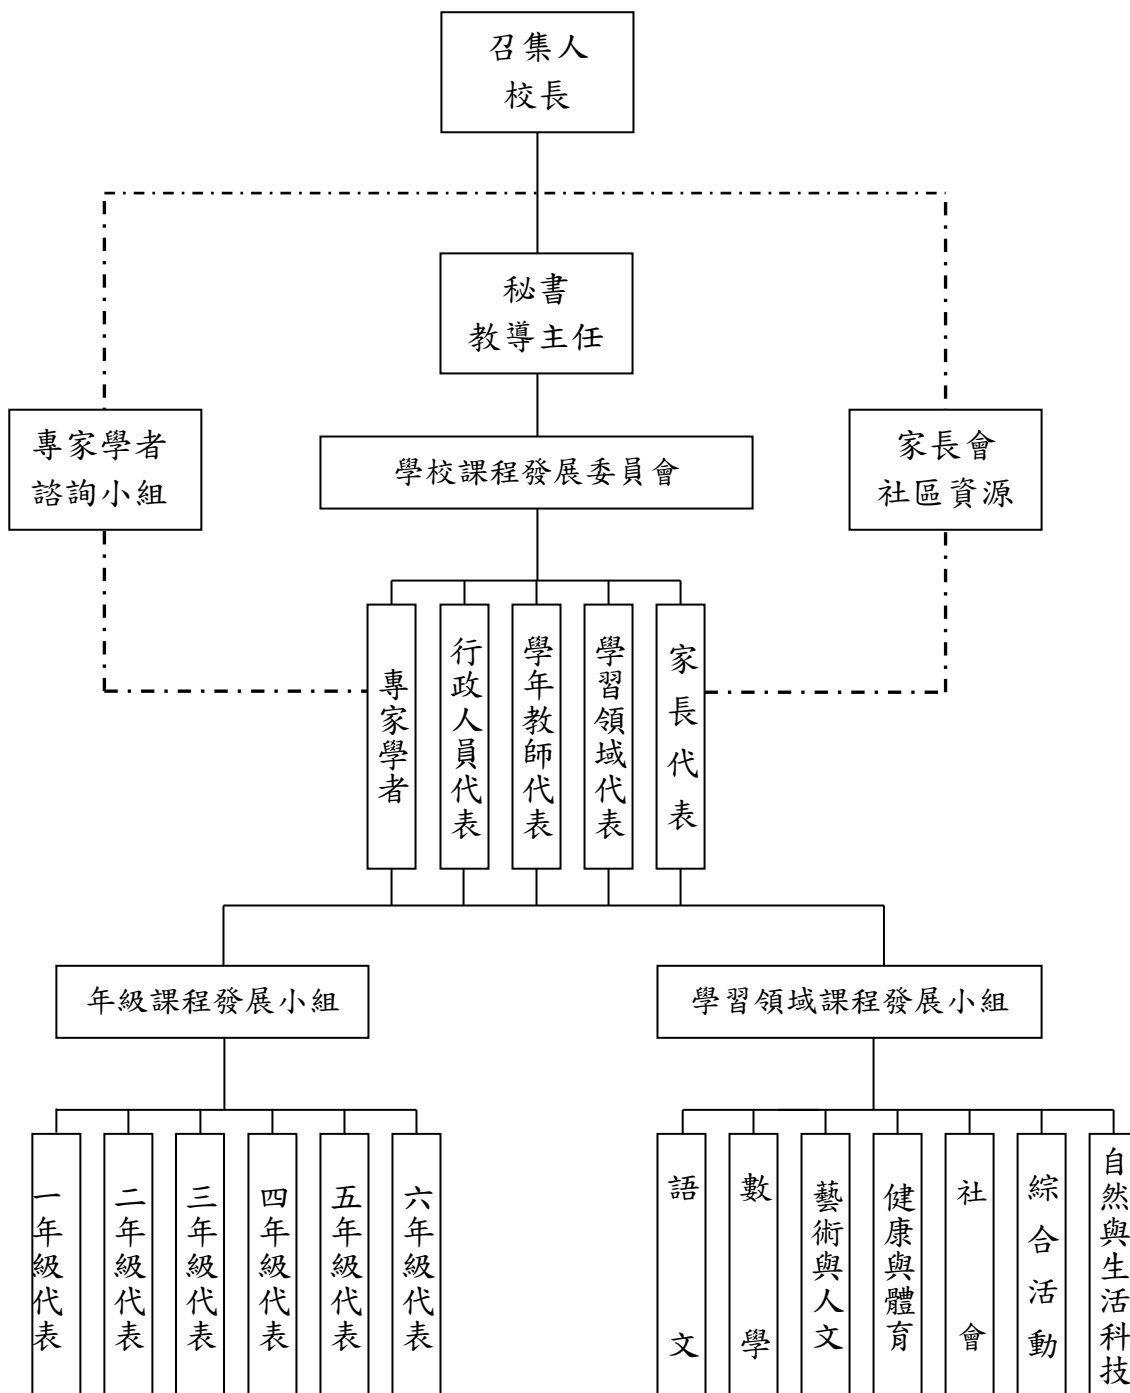 召集人
校長
秘書
教導主任
專家學者
諮詢小組
學校課程發展委員會
家長會
社區資源
專家學者
行政人員代表
學年教師代表
學習領域代表
家長代表
年級課程發展小組
學習領域課程發展小組
一年級代表
二年級代表
三年級代表
四年級代表
五年級代表
六年級代表
語文
數學
藝術與人文
健康與體育
社會
綜合活動
自然與生活科技